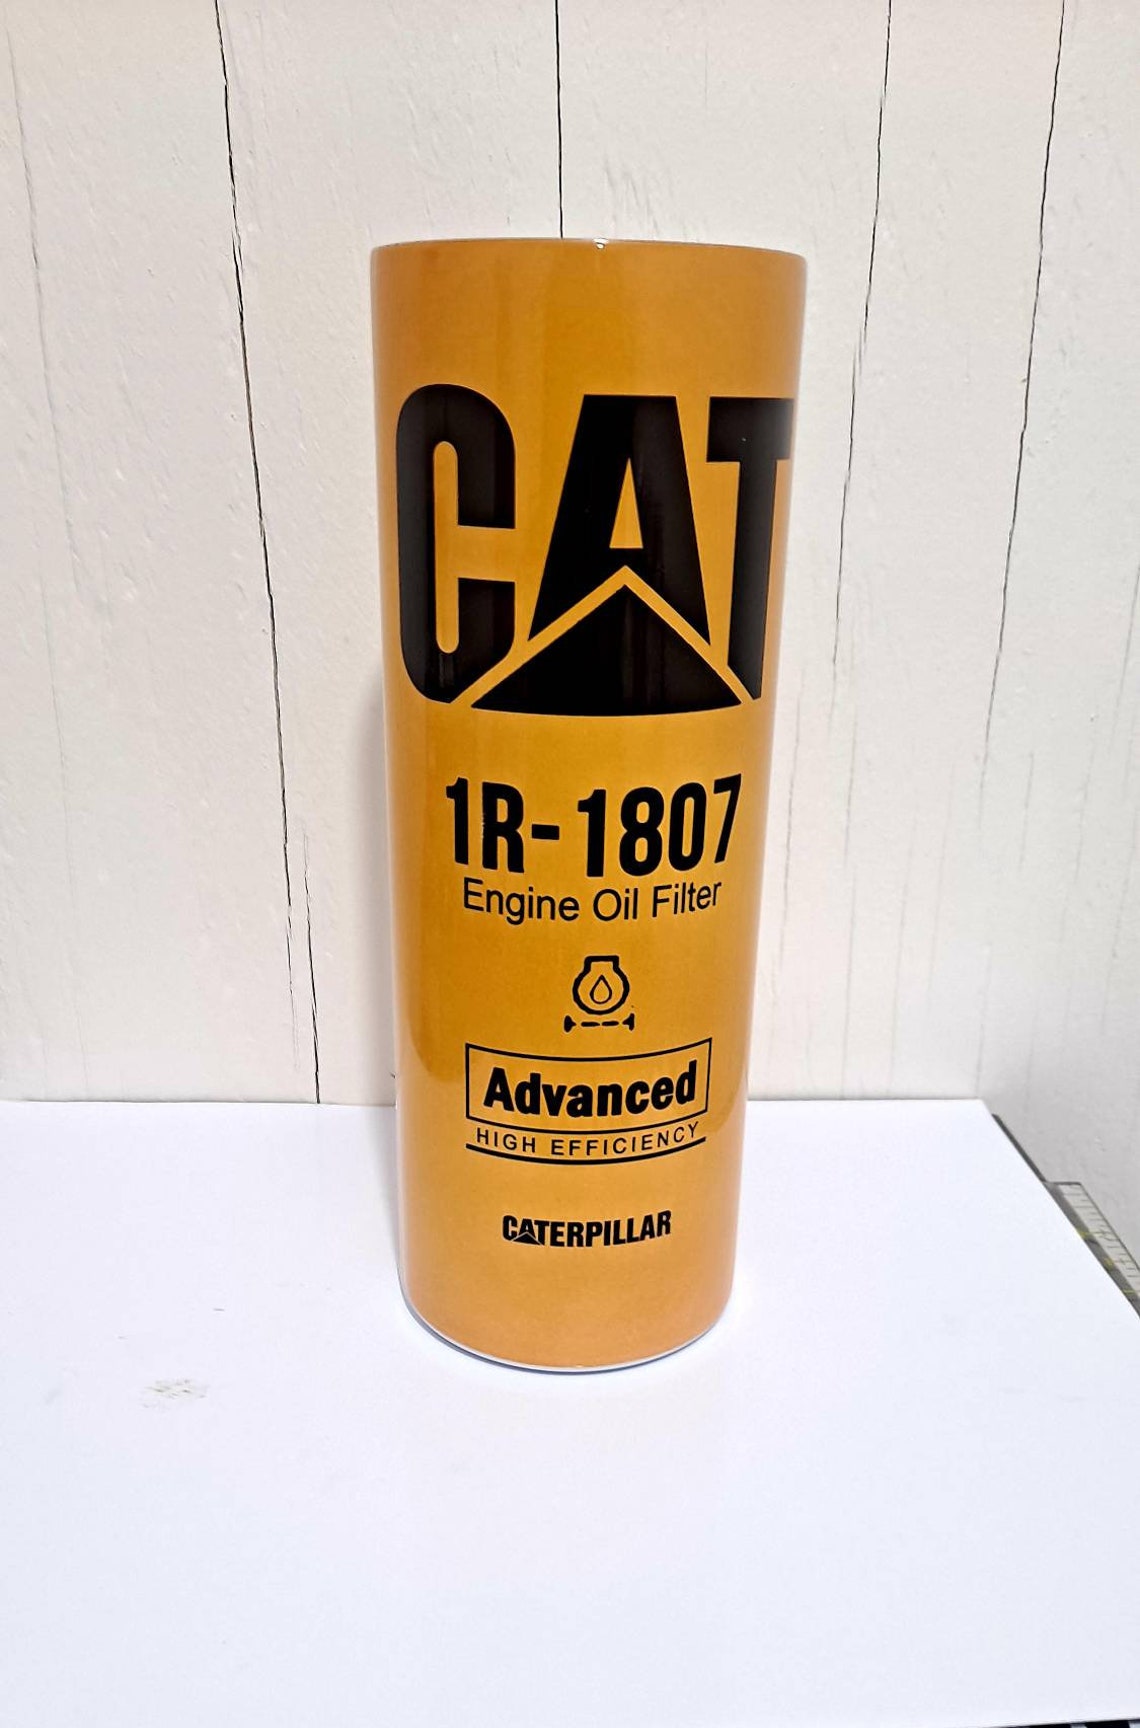 CAT
1R-1807
Engine Oil Filter
Advanced
HIGH EFFICIENCY
CATERPILLAR